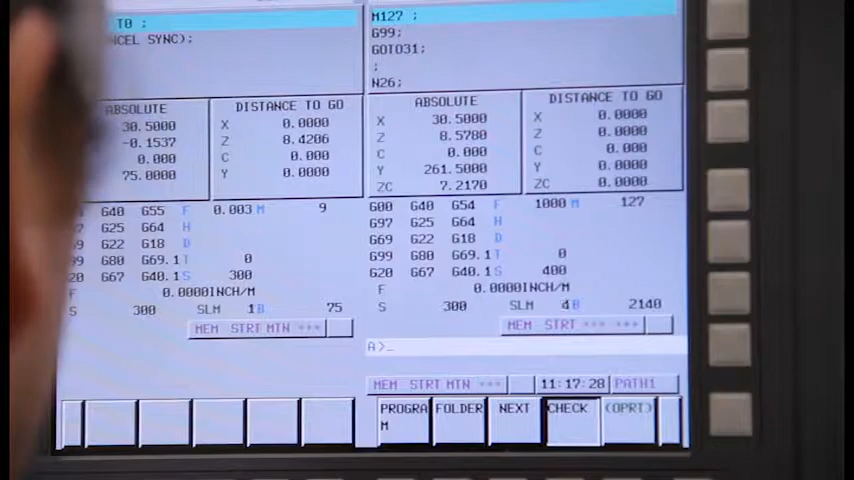 T0 ;
NCEL SYNC);
ABSOLUTE
DISTANCE TO GO
30.5000
X 0.0000
-0.1537
Z 8.4206
0.000
C 0.000
75.0000
Y 0.0000
G40 G55 F 0.003 M 9
G25 G64 H
G22 G18 D
G80 G69.1 T 0
G67 G40.1 S 300
F 0.0000INCH/M
S 300 SLM 1 B 75
MEM STRT MTN ***
M127 ;
G99;
GOTO31;
;
N26;
ABSOLUTE
DISTANCE TO GO
X 30.5000
X 0.0000
Z 8.5780
Z 0.0000
C 0.000
C 0.000
Y 261.5000
Y 0.0000
ZC 7.2170
ZC 0.0000
G00 G40 G54 F 1000 M 127
G97 G25 G64 H
G69 G22 G18 D
G99 G80 G69.1 T 0
G20 G67 G40.1 S 400
F 0.0000INCH/M
S 300 SLM 4 B 2140
MEM STRT *** ***
A>_
MEM STRT MTN *** 11:17:28 PATH1
PROGRA
M
FOLDER
NEXT
CHECK
(OPRT)